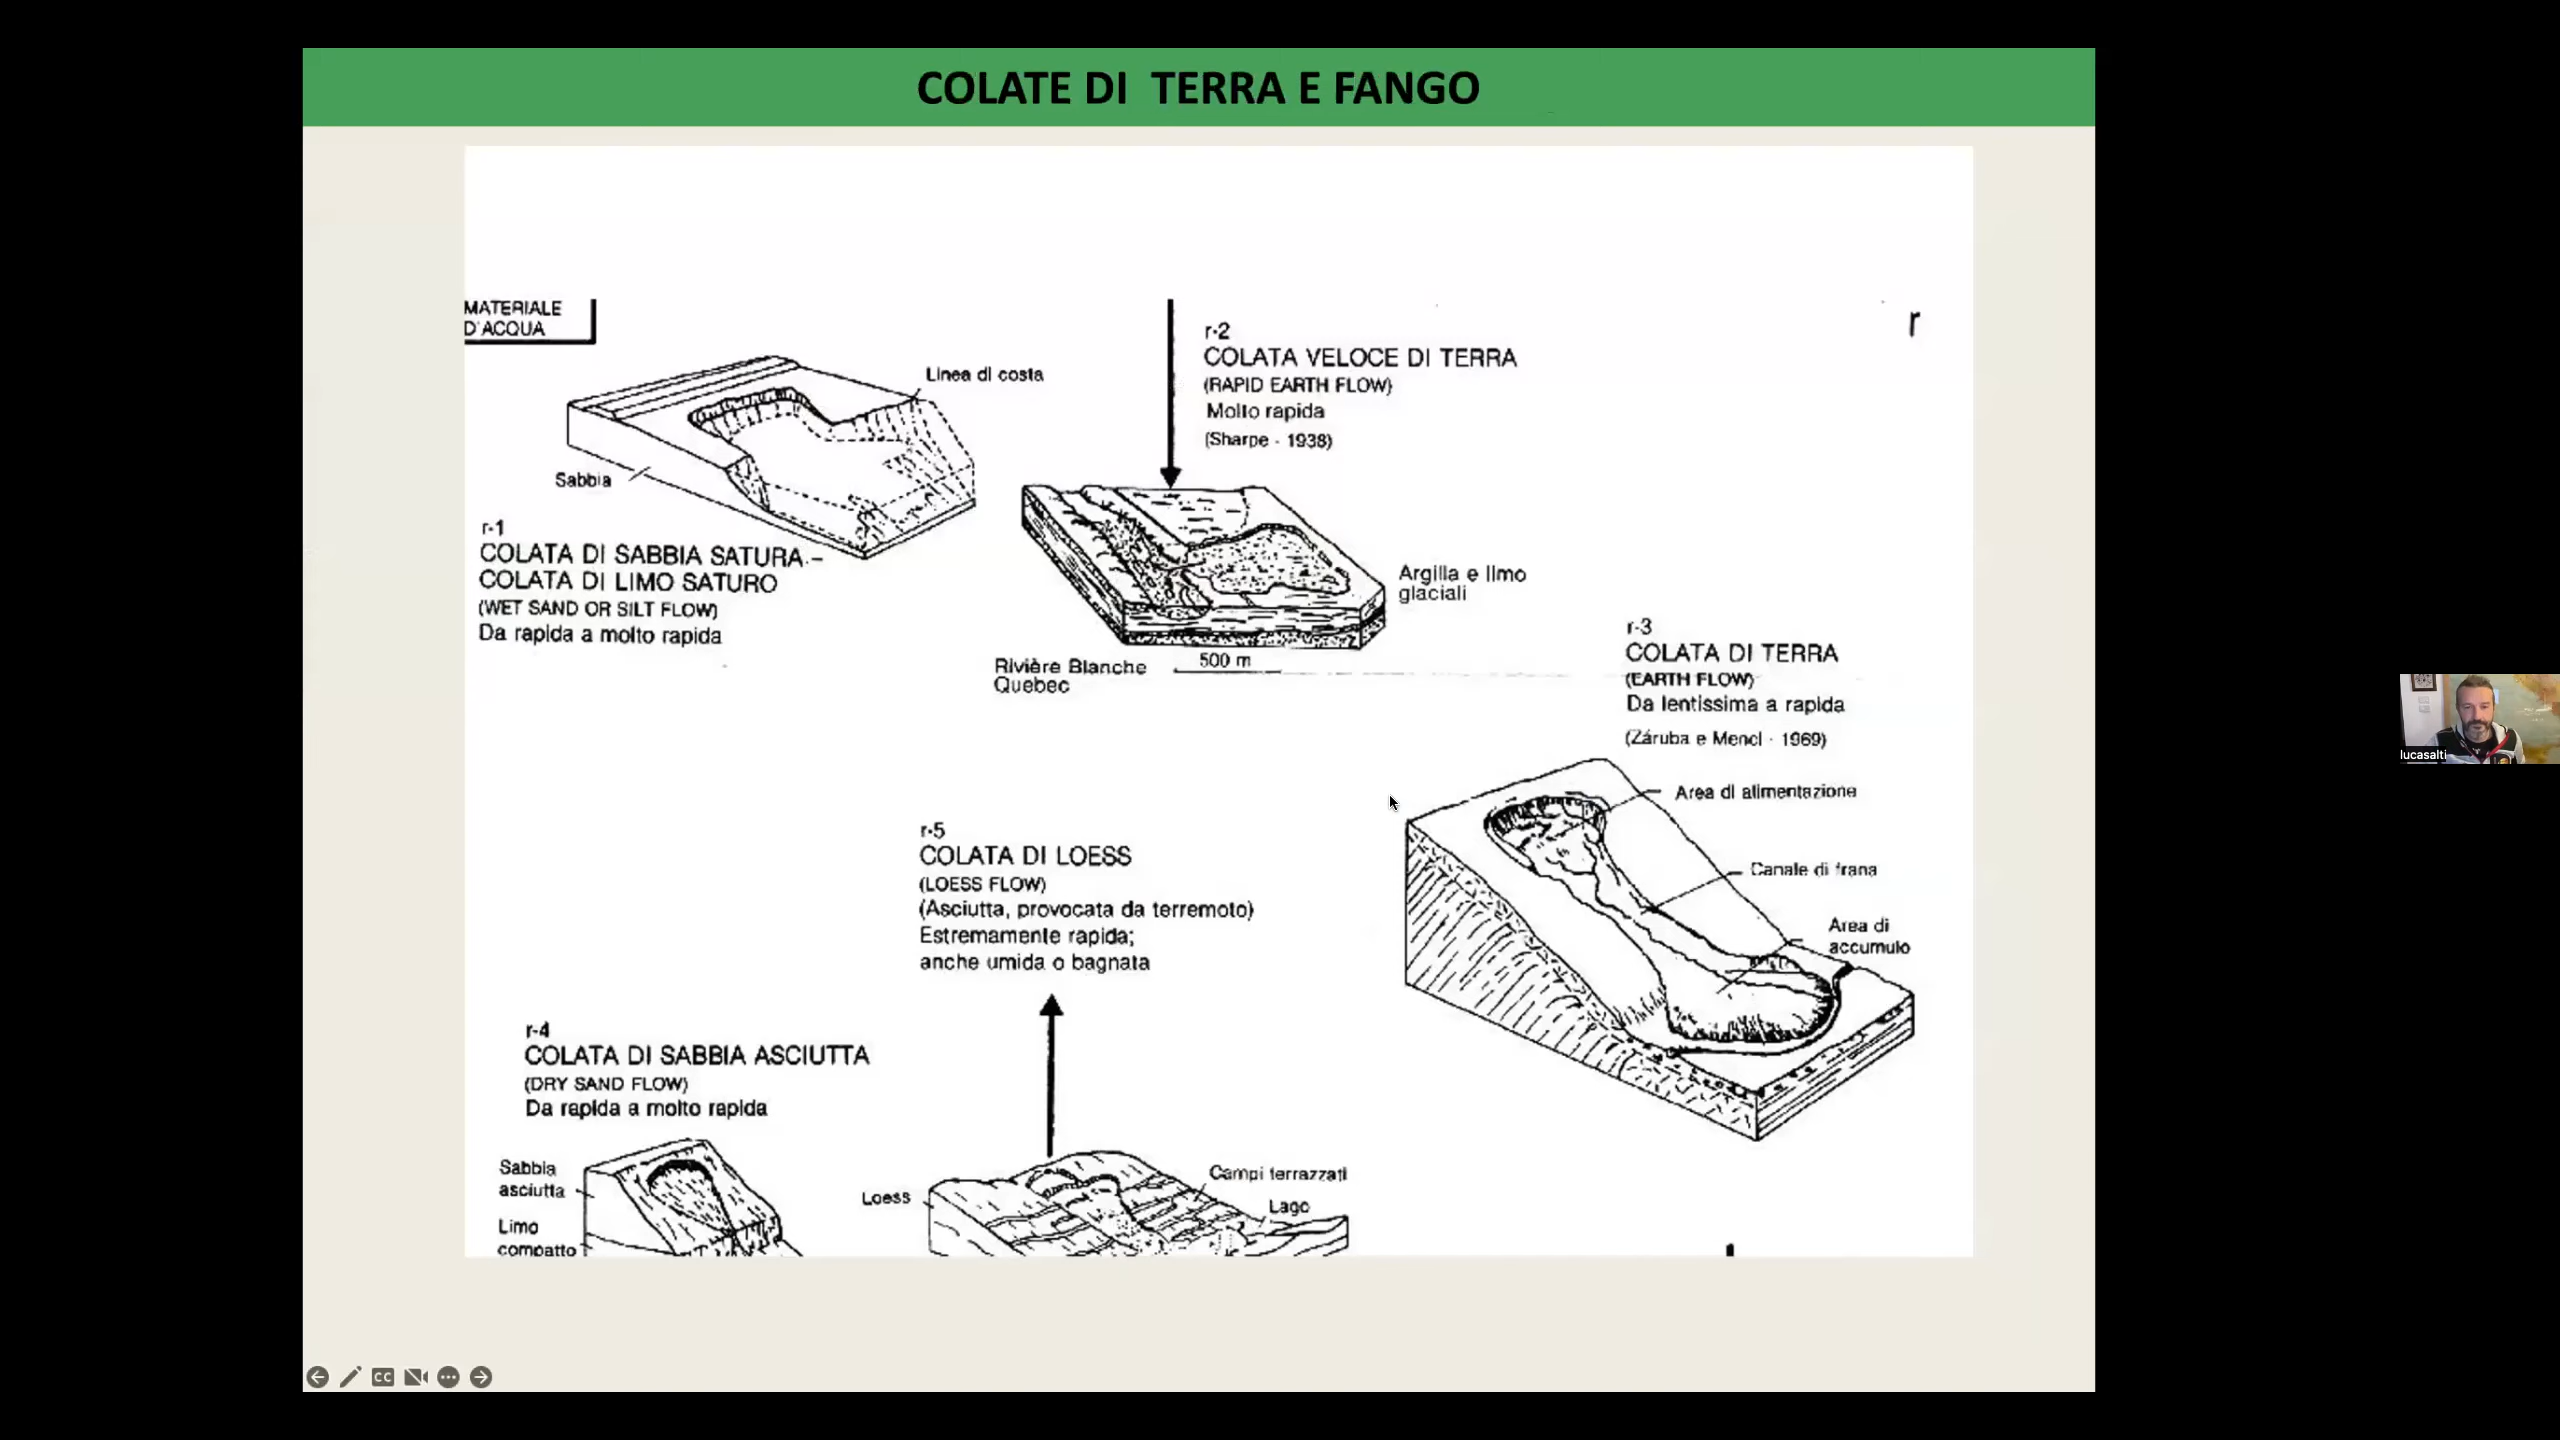 COLATE DI TERRA E FANGO
MATERIALE
D'ACQUA
Linea di costa
Sabbia
r-1
COLATA DI SABBIA SATURA -
COLATA DI LIMO SATURO
(WET SAND OR SILT FLOW)
Da rapida a molto rapida
r-2
COLATA VELOCE DI TERRA
(RAPID EARTH FLOW)
Molto rapida
(Sharpe - 1938)
r
Argilla e limo
glaciali
Rivière Blanche
Quebec
500 m
r-3
COLATA DI TERRA
(EARTH FLOW)
Da lentissima a rapida
(Záruba e Mencl - 1969)
Area di alimentazione
Canale di frana
Area di
accumulo
r-5
COLATA DI LOESS
(LOESS FLOW)
(Asciutta, provocata da terremoto)
Estremamente rapida;
anche umida o bagnata
r-4
COLATA DI SABBIA ASCIUTTA
(DRY SAND FLOW)
Da rapida a molto rapida
Sabbia
asciutta
Limo
compatto
Loess
Campi terrazzati
Lago
CC
lucasalti